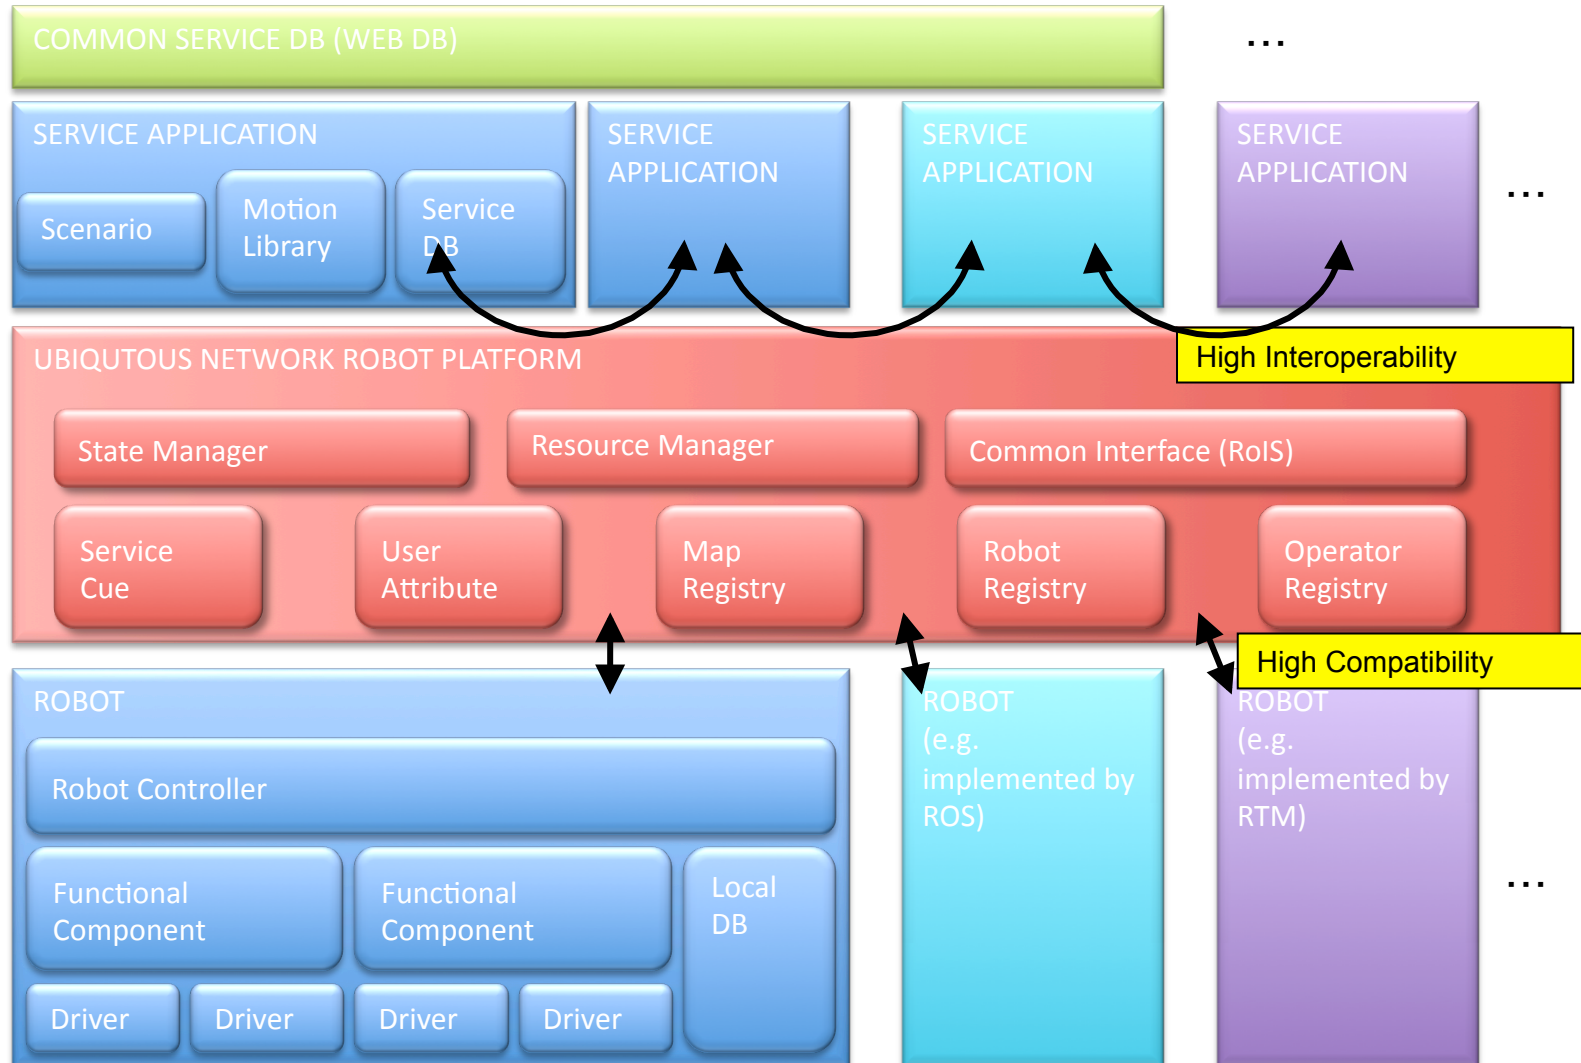 COMMON SERVICE DB (WEB DB)
...
SERVICE APPLICATION
Scenario
Motion
Library
Service
DB
SERVICE
APPLICATION
SERVICE
APPLICATION
SERVICE
APPLICATION
...
UBIQUTOUS NETWORK ROBOT PLATFORM
High Interoperability
State Manager
Resource Manager
Common Interface (RoIS)
Service
Cue
User
Attribute
Map
Registry
Robot
Registry
Operator
Registry
High Compatibility
ROBOT
Robot Controller
Functional
Component
Functional
Component
Local
DB
Driver
Driver
Driver
Driver
ROBOT
(e.g.
implemented by
ROS)
ROBOT
(e.g.
implemented by
RTM)
...